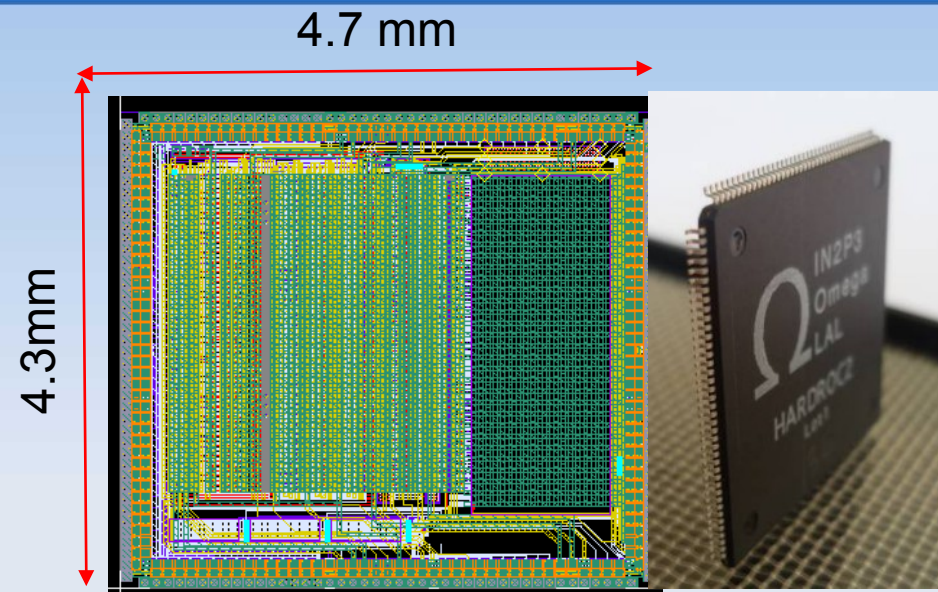 4.7 mm
4.3mm
IN2P3
Omega
LAL
Ω
HARDROC2